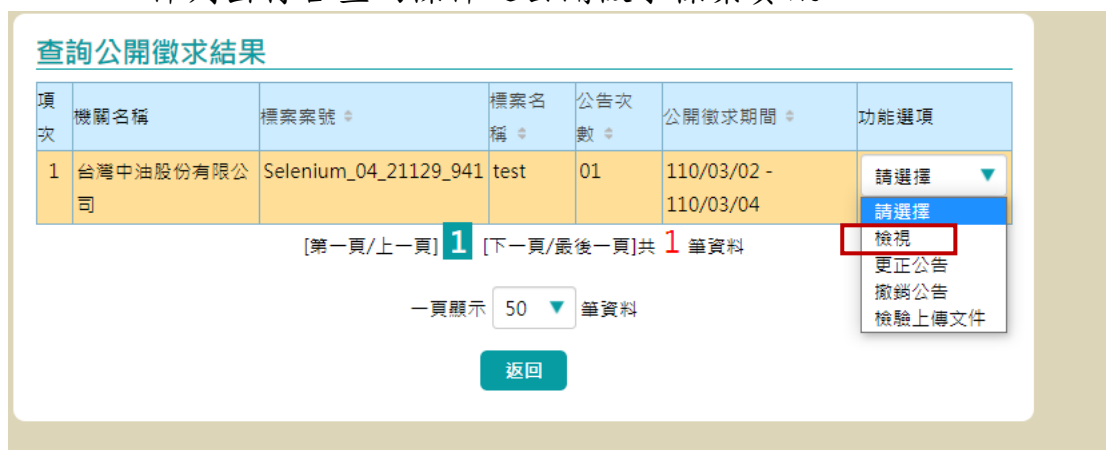 查詢公開徵求結果
項次 機關名稱 標案案號 標案名稱 公告次數 公開徵求期間 功能選項
1 台灣中油股份有限公司 Selenium_04_21129_941 test 01 110/03/02 - 110/03/04 請選擇
請選擇
檢視
更正公告
撤銷公告
檢驗上傳文件
[第一頁/上一頁] 1 [下一頁/最後一頁]共 1 筆資料
一頁顯示 50 筆資料
返回